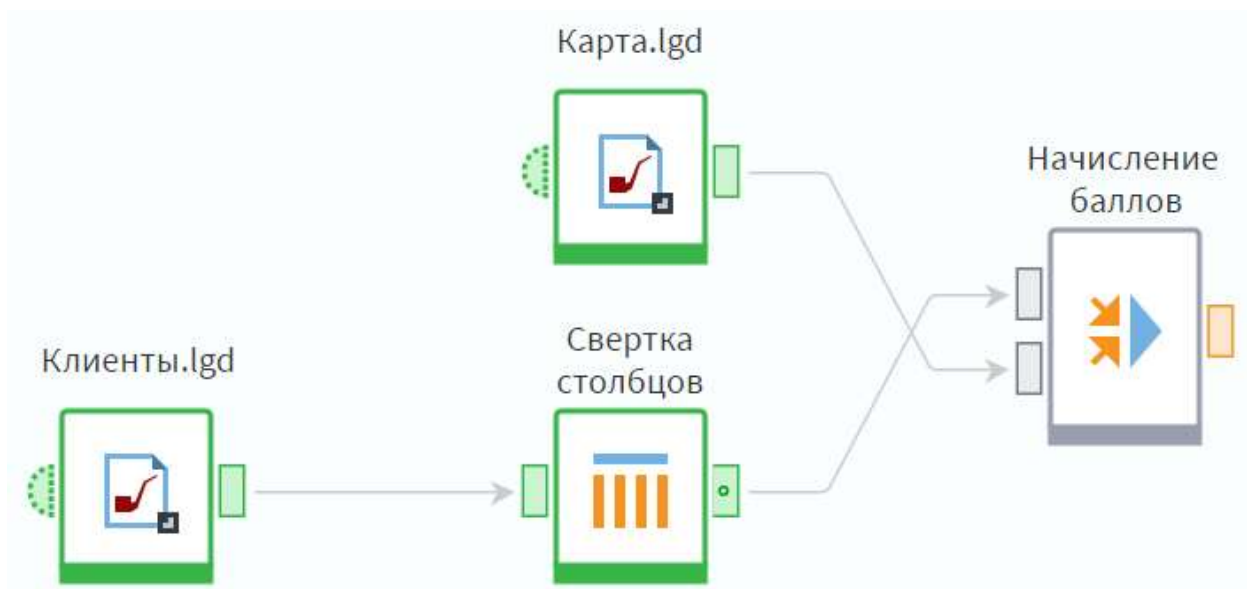 Карта.lgd
Начисление
баллов
Свертка
столбцов
Клиенты.lgd